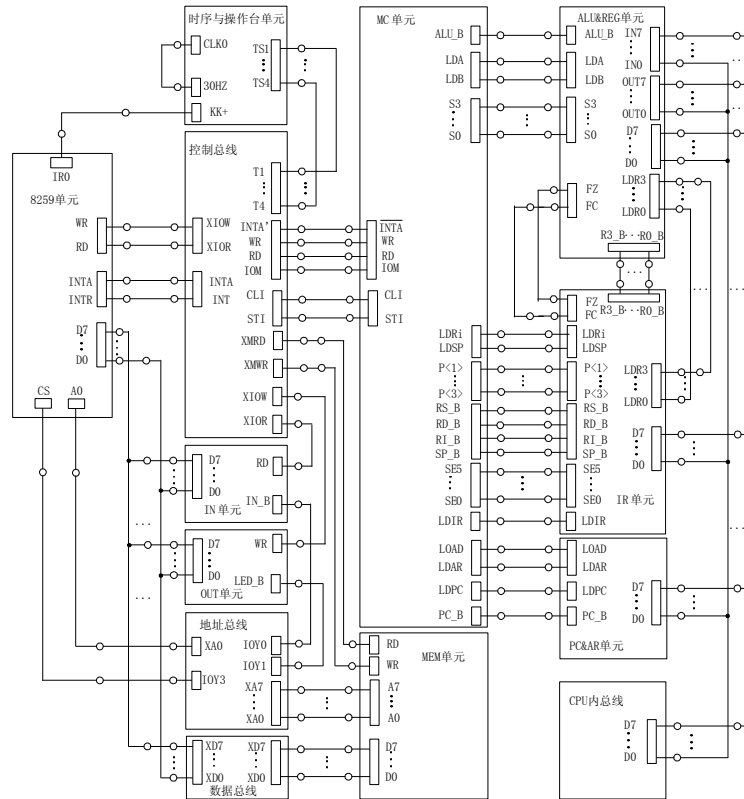 时序与操作台单元
CLK0
30HZ
KK+
TS1
TS4
8259单元
IR0
WR
RD
INTA
INTR
D7
D0
CS
A0
控制总线
T1
T4
XIOW
XIOR
INTA'
WR
RD
IOM
INTA
INT
CLI
STI
XMRD
XMWR
XIOW
XIOR
IN单元
D7
D0
RD
IN_B
OUT单元
D7
D0
WR
LED_B
地址总线
XA0
IOY3
IOY0
IOY1
XA7
XA0
数据总线
XD7
XD0
XD7
XD0
...
...
MC单元
ALU_B
LDA
LDB
S3
S0
INTA
WR
RD
IOM
CLI
STI
LDRi
LDSP
P<1>
P<3>
RS_B
RD_B
RI_B
SP_B
SE5
SE0
LDIR
LOAD
LDAR
LDPC
PC_B
MEM单元
RD
WR
A7
A0
D7
D0
ALU&REG单元
ALU_B
LDA
LDB
S3
S0
FZ
FC
IN7
IN0
OUT7
OUT0
D7
D0
LDR3
LDR0
R3_B···R0_B
...
R3_B···R0_B
FZ
FC
LDRi
LDSP
P<1>
P<3>
RS_B
RD_B
RI_B
SP_B
SE5
SE0
LDIR
LDR3
LDR0
D7
D0
IR单元
LOAD
LDAR
LDPC
PC_B
D7
D0
PC&AR单元
CPU内总线
D7
D0